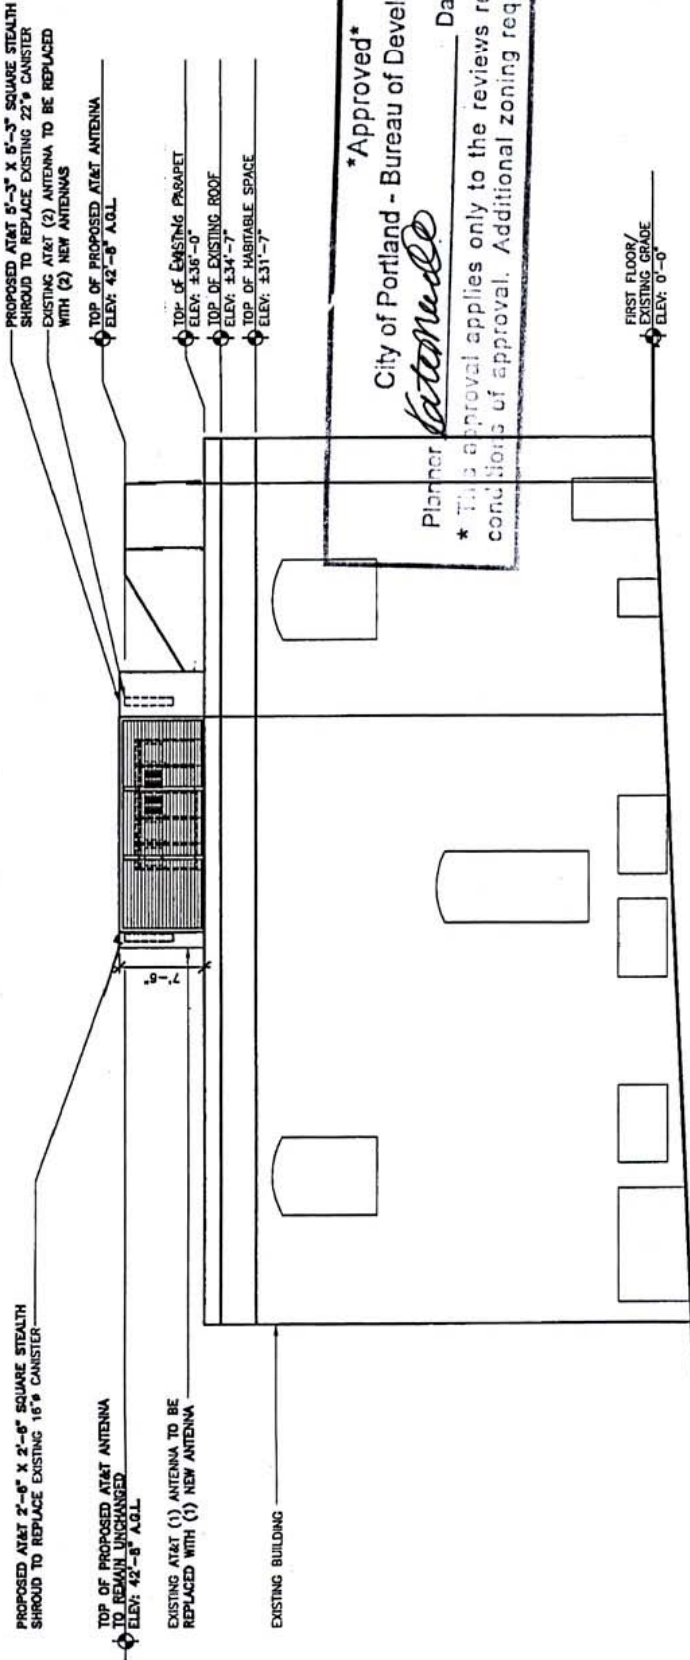 PROPOSED AT&T 2'-6" X 2'-6" SQUARE STEALTH
SHROUD TO REPLACE EXISTING 16"ø CANISTER
TOP OF PROPOSED AT&T ANTENNA
TO REMAIN UNCHANGED
ELEV: 42'-8" A.G.L.
EXISTING AT&T (1) ANTENNA TO BE
REPLACED WITH (1) NEW ANTENNA
EXISTING BUILDING
7'-6"
PROPOSED AT&T 5'-3" X 5'-3" SQUARE STEALTH
SHROUD TO REPLACE EXISTING 22"ø CANISTER
EXISTING AT&T (2) ANTENNA TO BE REPLACED
WITH (2) NEW ANTENNAS
TOP OF PROPOSED AT&T ANTENNA
ELEV: 42'-8" A.G.L.
TOP OF EXISTING PARAPET
ELEV: ±36'-0"
TOP OF EXISTING ROOF
ELEV: ±34'-7"
TOP OF HABITABLE SPACE
ELEV: ±31'-7"
*Approved*
City of Portland - Bureau of Devel
Planner Da
* This approval applies only to the reviews re
conditions of approval. Additional zoning req
FIRST FLOOR/
EXISTING GRADE
ELEV: 0'-0"